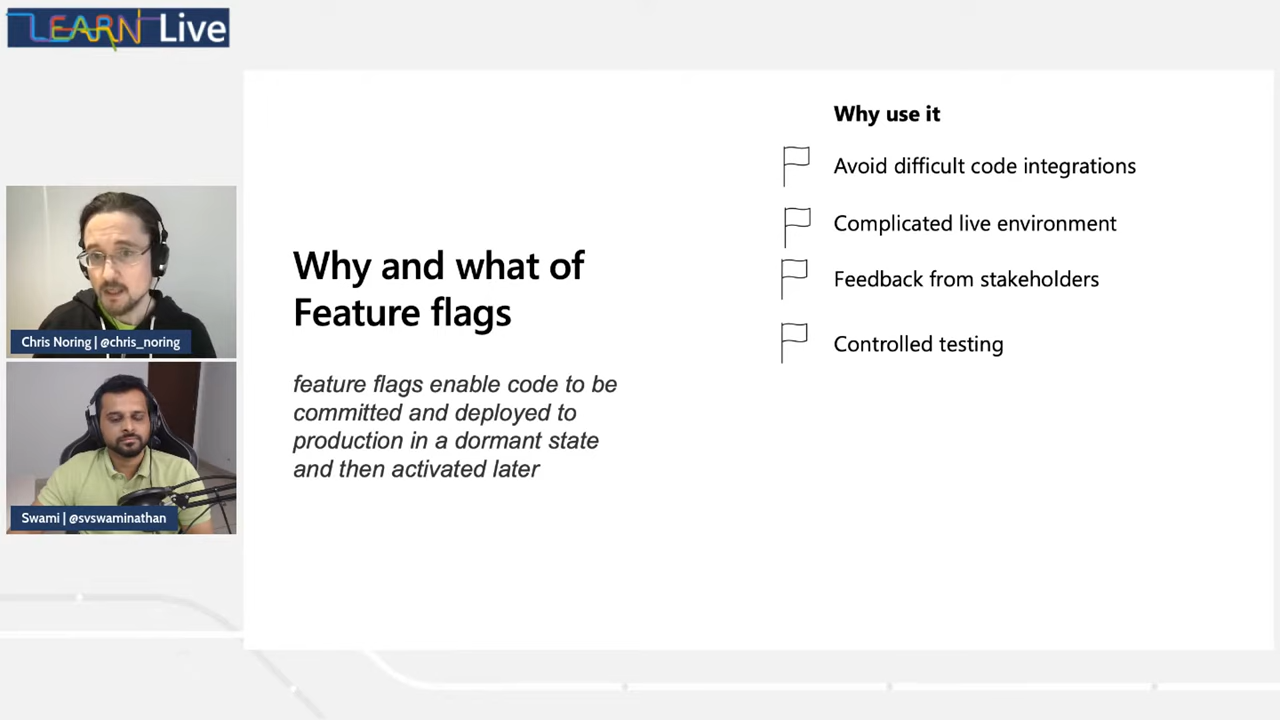 LEARN Live
Why use it
Avoid difficult code integrations
Complicated live environment
Feedback from stakeholders
Controlled testing
Why and what of
Feature flags
feature flags enable code to be
committed and deployed to
production in a dormant state
and then activated later
Chris Noring | @chris_noring
Swami | @svswaminathan